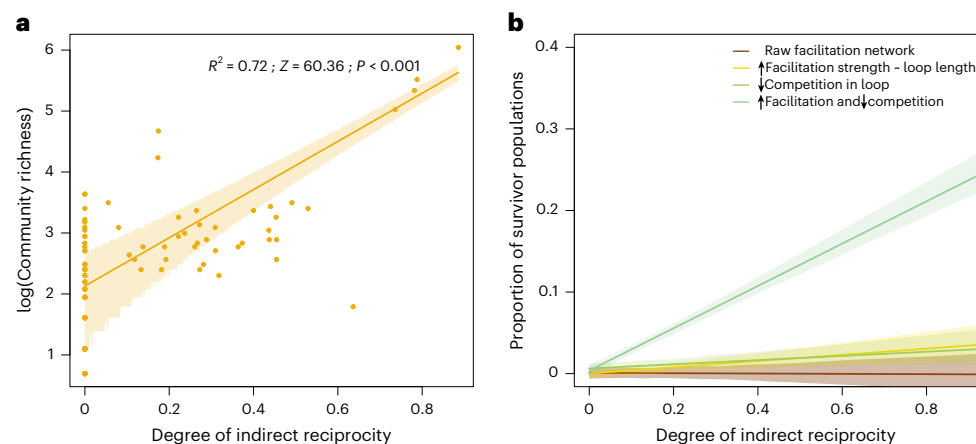 a
R² = 0.72 ; Z = 60.36 ; P < 0.001
log(Community richness)
6
5
4
3
2
1
0
0.2
0.4
0.6
0.8
Degree of indirect reciprocity
b
Raw facilitation network
↑Facilitation strength ~ loop length
↓Competition in loop
↑Facilitation and↓competition
Proportion of survivor populations
0.4
0.3
0.2
0.1
0
0
0.2
0.4
0.6
0.8
Degree of indirect reciprocity